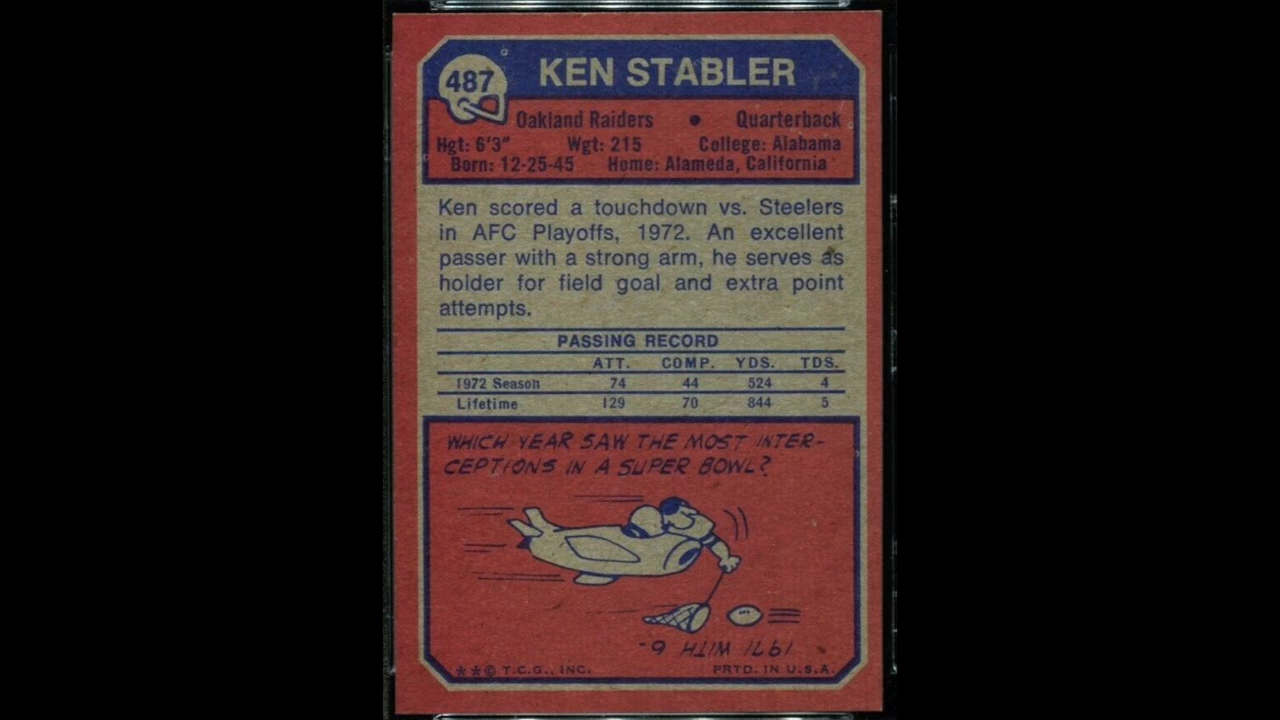 487 KEN STABLER
Oakland Raiders • Quarterback
Hgt: 6'3" Wgt: 215 College: Alabama
Born: 12-25-45 Home: Alameda, California
Ken scored a touchdown vs. Steelers
in AFC Playoffs, 1972. An excellent
passer with a strong arm, he serves as
holder for field goal and extra point
attempts.
PASSING RECORD
ATT. COMP. YDS. TDS.
1972 Season 74 44 524 4
Lifetime 129 70 844 5
WHICH YEAR SAW THE MOST INTER-
CEPTIONS IN A SUPER BOWL?
1971 WITH 9-
**© T.C.G., INC. PRTD. IN U.S.A.